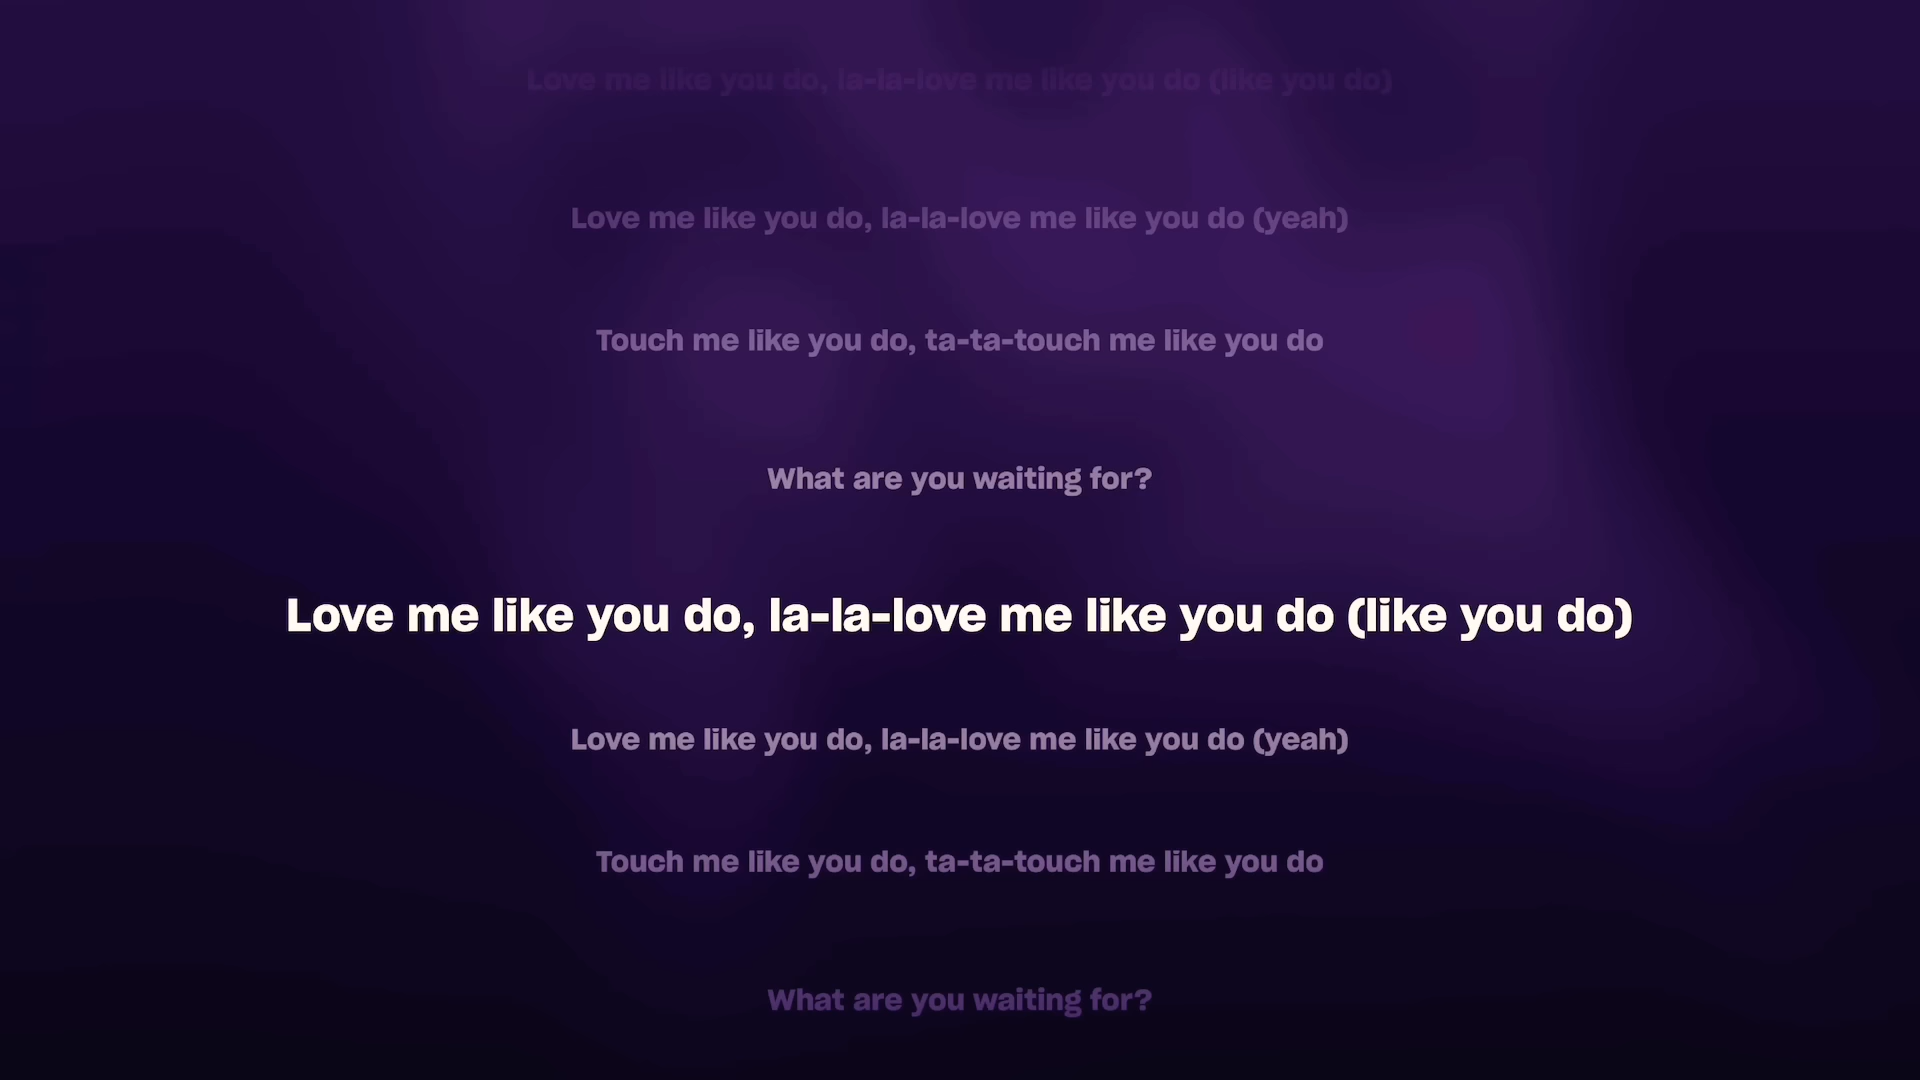 Love me like you do, la-la-love me like you do (like you do)
Love me like you do, la-la-love me like you do (yeah)
Touch me like you do, ta-ta-touch me like you do
What are you waiting for?
Love me like you do, la-la-love me like you do (like you do)
Love me like you do, la-la-love me like you do (yeah)
Touch me like you do, ta-ta-touch me like you do
What are you waiting for?